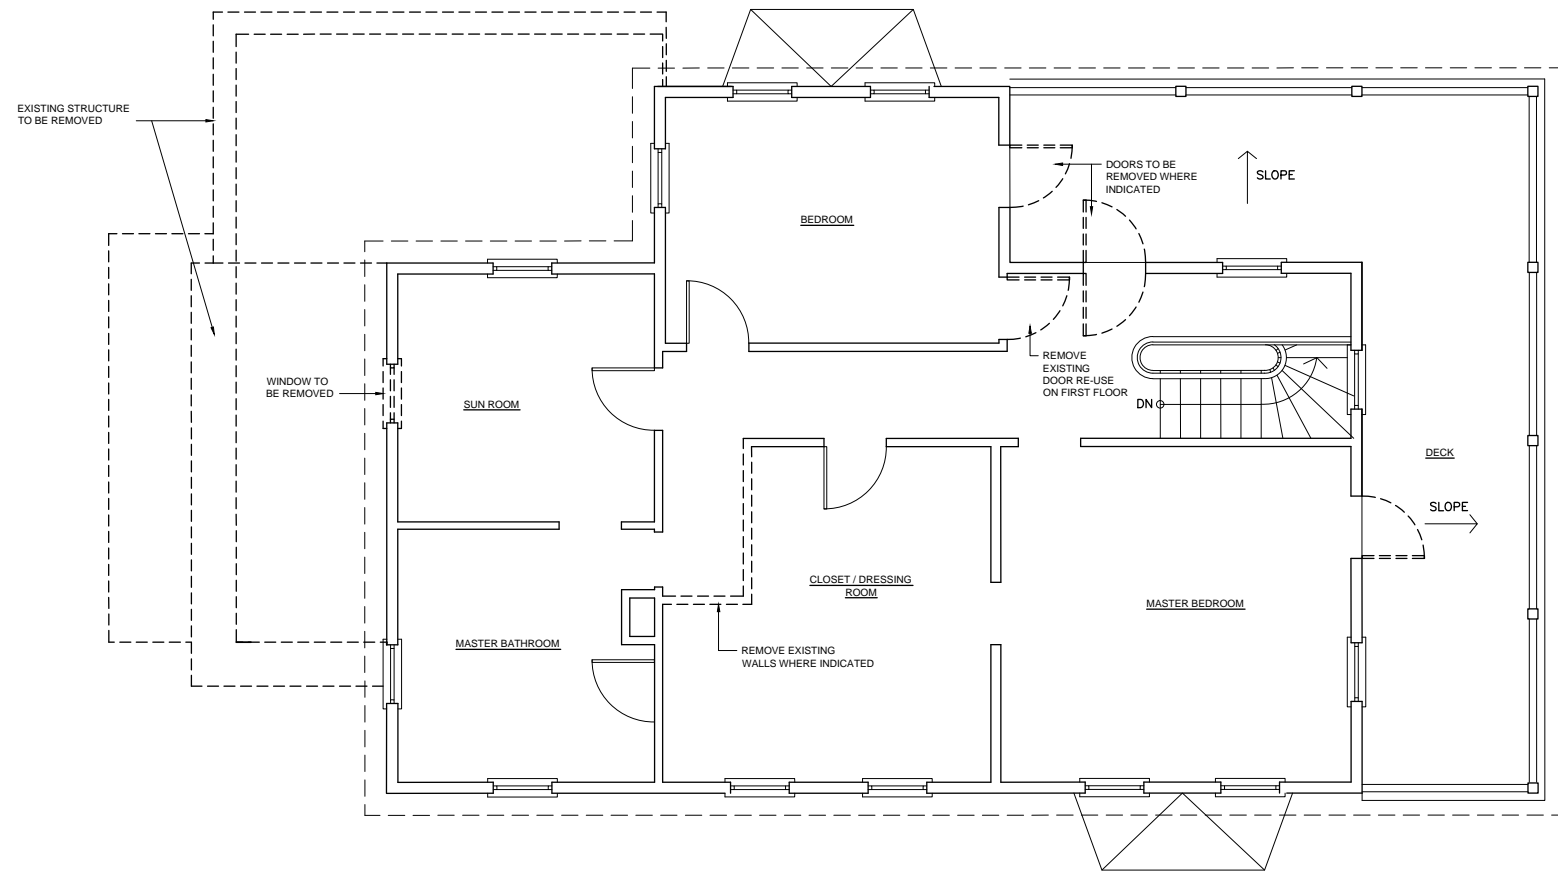 EXISTING STRUCTURE
TO BE REMOVED
DOORS TO BE
REMOVED WHERE
INDICATED
SLOPE
BEDROOM
WINDOW TO
BE REMOVED
SUN ROOM
REMOVE
EXISTING
DOOR RE-USE
ON FIRST FLOOR
DN
DECK
SLOPE
CLOSET / DRESSING
ROOM
MASTER BEDROOM
MASTER BATHROOM
REMOVE EXISTING
WALLS WHERE INDICATED